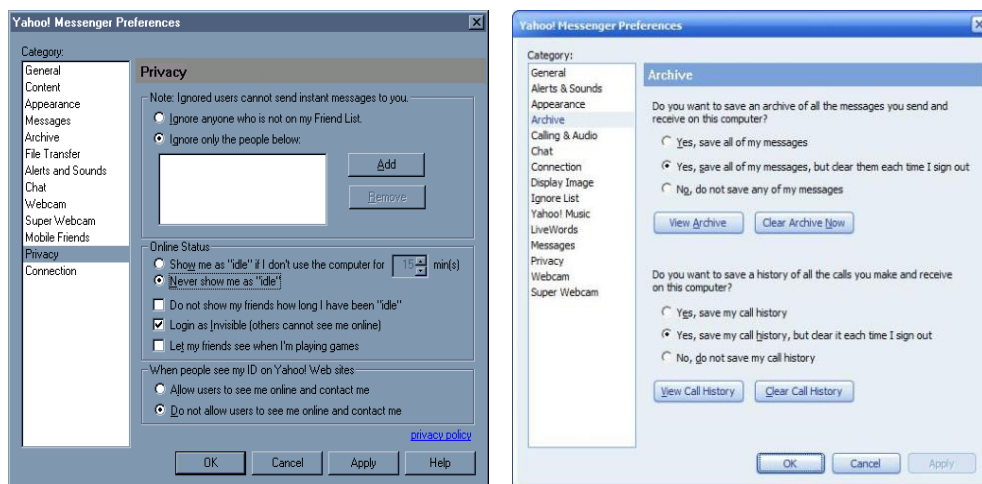 Yahoo! Messenger Preferences
Category:
General
Content
Appearance
Messages
Archive
File Transfer
Alerts and Sounds
Chat
Webcam
Super Webcam
Mobile Friends
Privacy
Connection
Privacy
Note: Ignored users cannot send instant messages to you.
Ignore anyone who is not on my Friend List.
Ignore only the people below:
Add
Remove
Online Status
Show me as "idle" if I don't use the computer for 15 min(s)
Never show me as "idle"
Do not show my friends how long I have been "idle"
Login as Invisible (others cannot see me online)
Let my friends see when I'm playing games
When people see my ID on Yahoo! Web sites
Allow users to see me online and contact me
Do not allow users to see me online and contact me
privacy policy
OK Cancel Apply Help
Yahoo! Messenger Preferences
Category:
General
Alerts & Sounds
Appearance
Archive
Calling & Audio
Chat
Connection
Display Image
Ignore List
Yahoo! Music
LiveWords
Messages
Privacy
Webcam
Super Webcam
Archive
Do you want to save an archive of all the messages you send and
receive on this computer?
Yes, save all of my messages
Yes, save all of my messages, but clear them each time I sign out
No, do not save any of my messages
View Archive Clear Archive Now
Do you want to save a history of all the calls you make and receive
on this computer?
Yes, save my call history
Yes, save my call history, but clear it each time I sign out
No, do not save my call history
View Call History Clear Call History
OK Cancel Apply